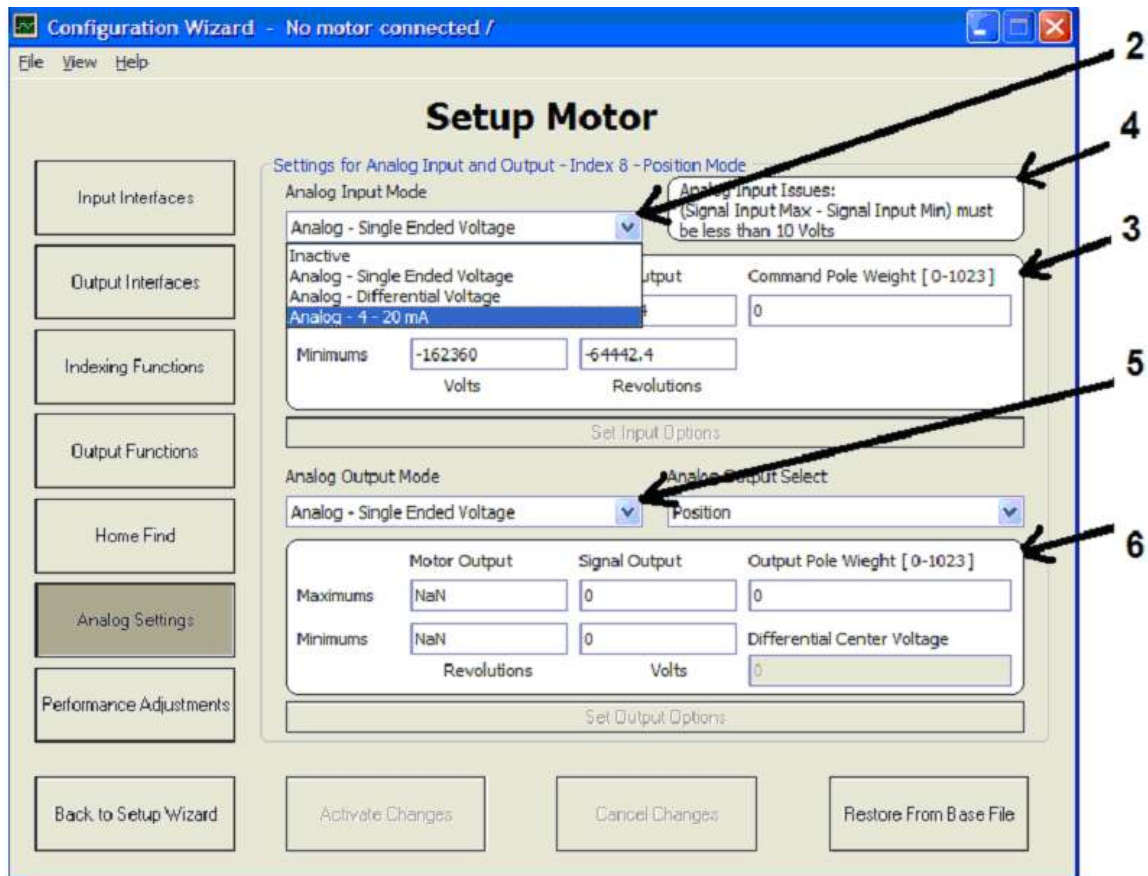 Configuration Wizard - No motor connected /
File View Help
2
Setup Motor
4
Settings for Analog Input and Output - Index 8 - Position Mode
Input Interfaces
Analog Input Mode
Analog Input Issues:
(Signal Input Max - Signal Input Min) must
be less than 10 Volts
Analog - Single Ended Voltage
3
Inactive
Analog - Single Ended Voltage
Analog - Differential Voltage
Analog - 4 - 20 mA
Output Interfaces
Command Pole Weight [ 0-1023 ]
0
Minimums -162360 -64442.4
Volts Revolutions
Indexing Functions
5
Set Input Options
Output Functions
Analog Output Mode
Analog Output Select
Analog - Single Ended Voltage
Position
Home Find
6
Motor Output Signal Output Output Pole Wieght [ 0-1023 ]
Maximums NaN 0 0
Analog Settings
Minimums NaN 0 Differential Center Voltage
Revolutions Volts 0
Performance Adjustments
Set Output Options
Back to Setup Wizard
Activate Changes
Cancel Changes
Restore From Base File